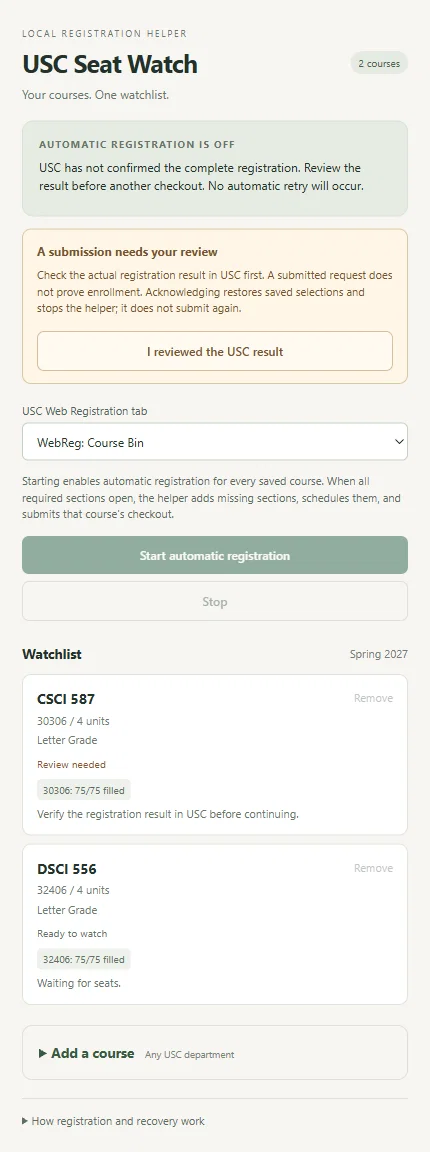 LOCAL REGISTRATION HELPER
USC Seat Watch
2 courses
Your courses. One watchlist.
AUTOMATIC REGISTRATION IS OFF
USC has not confirmed the complete registration. Review the
result before another checkout. No automatic retry will occur.
A submission needs your review
Check the actual registration result in USC first. A submitted request does
not prove enrollment. Acknowledging restores saved selections and
stops the helper; it does not submit again.
I reviewed the USC result
USC Web Registration tab
WebReg: Course Bin
Starting enables automatic registration for every saved course. When all
required sections open, the helper adds missing sections, schedules them, and
submits that course's checkout.
Start automatic registration
Stop
Watchlist
Spring 2027
CSCI 587
Remove
30306 / 4 units
Letter Grade
Review needed
30306: 75/75 filled
Verify the registration result in USC before continuing.
DSCI 556
Remove
32406 / 4 units
Letter Grade
Ready to watch
32406: 75/75 filled
Waiting for seats.
Add a course
Any USC department
How registration and recovery work